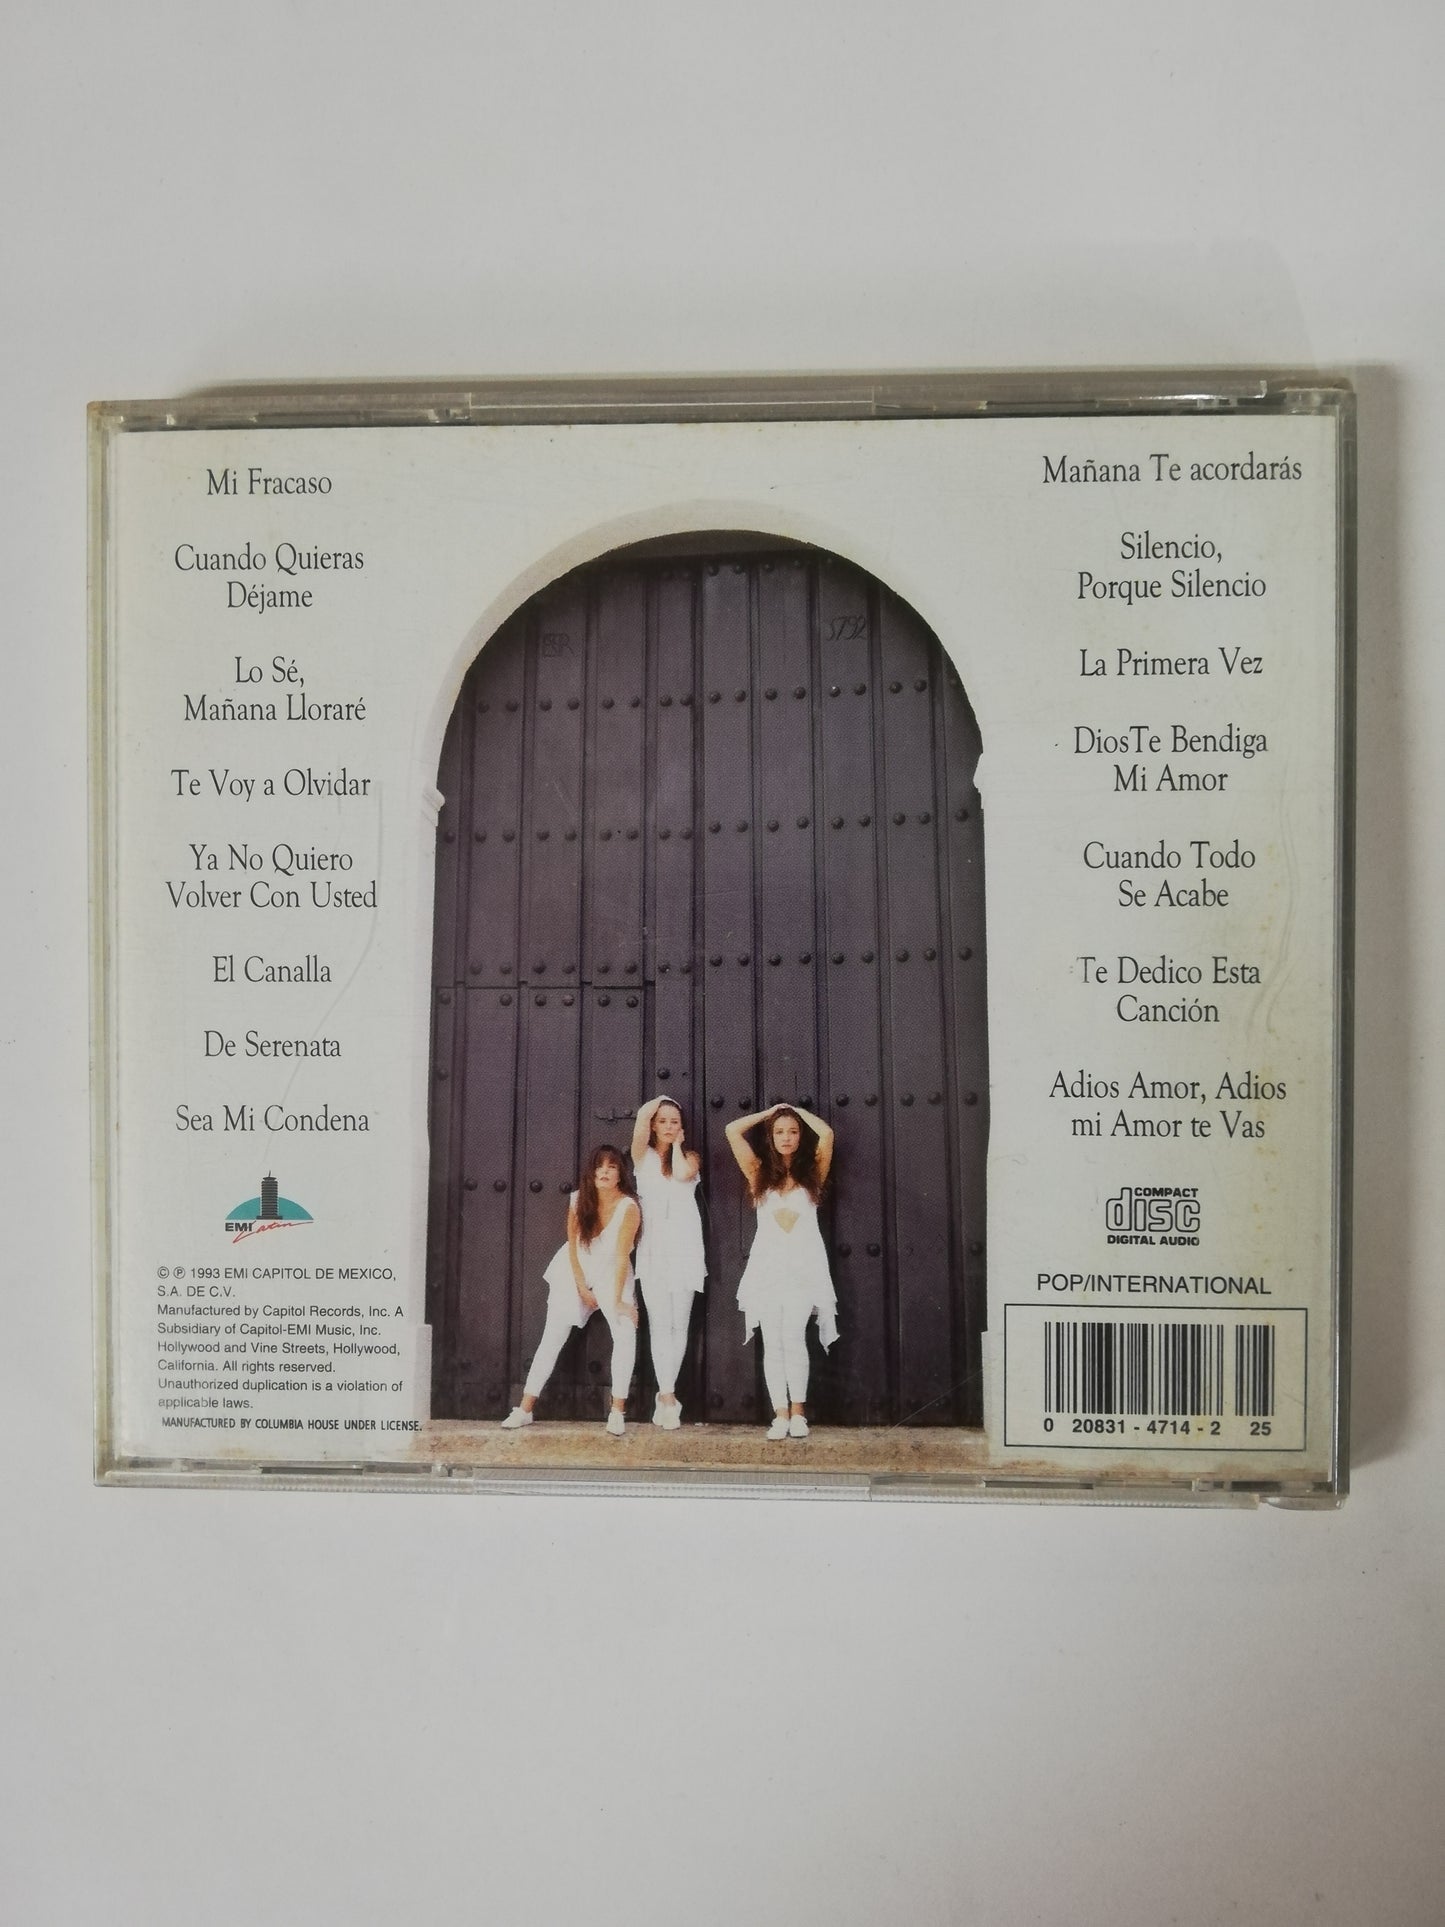 Mi Fracaso
Cuando Quieras
Déjame
Lo Sé,
Mañana Lloraré
Te Voy a Olvidar
Ya No Quiero
Volver Con Usted
El Canalla
De Serenata
Sea Mi Condena
EMI Latin
© ℗ 1993 EMI CAPITOL DE MEXICO,
S.A. DE C.V.
Manufactured by Capitol Records, Inc. A
Subsidiary of Capitol-EMI Music, Inc.
Hollywood and Vine Streets, Hollywood,
California. All rights reserved.
Unauthorized duplication is a violation of
applicable laws.
MANUFACTURED BY COLUMBIA HOUSE UNDER LICENSE.
5792
Mañana Te acordarás
Silencio,
Porque Silencio
La Primera Vez
DiosTe Bendiga
Mi Amor
Cuando Todo
Se Acabe
Te Dedico Esta
Canción
Adios Amor, Adios
mi Amor te Vas
COMPACT
disc
DIGITAL AUDIO
POP/INTERNATIONAL
0 20831 - 4714 - 2 25